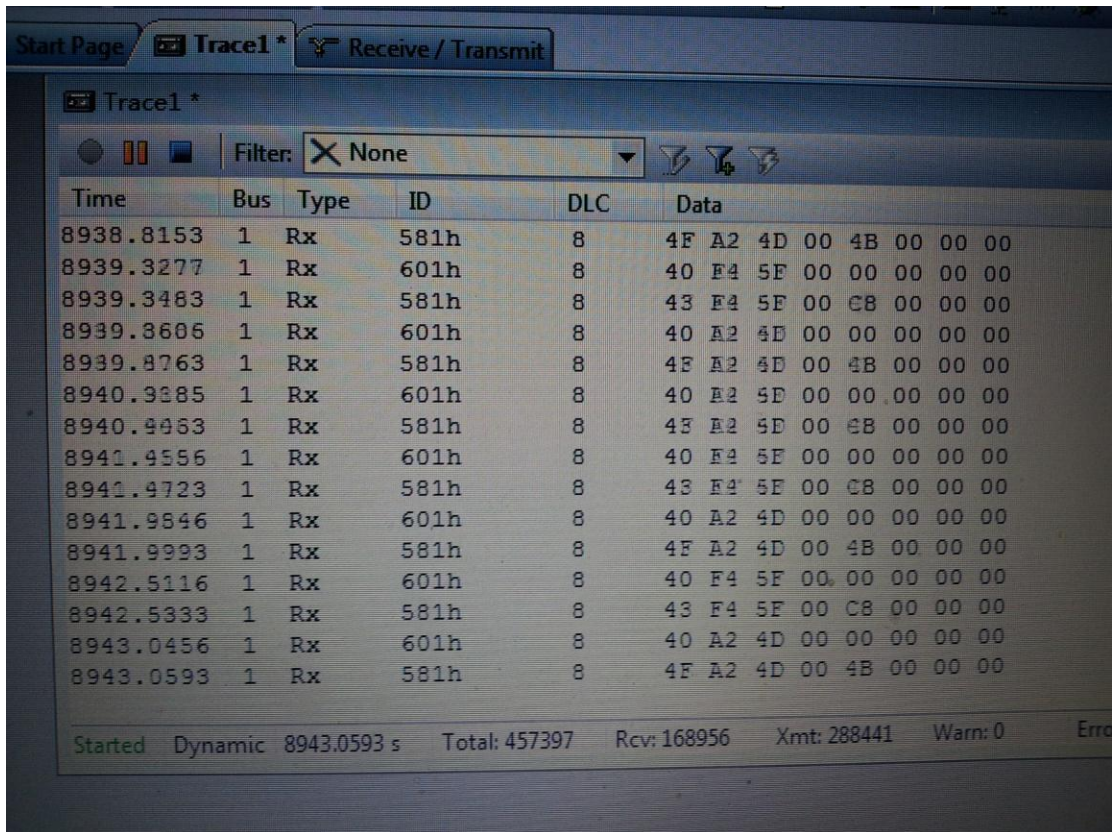 Start Page Trace1 * Receive / Transmit
Trace1 *
Filter: None
Time Bus Type ID DLC Data
8938.8153 1 Rx 581h 8 4F A2 4D 00 4B 00 00 00
8939.3277 1 Rx 601h 8 40 F4 5F 00 00 00 00 00
8939.3483 1 Rx 581h 8 43 F4 5F 00 C8 00 00 00
8939.3606 1 Rx 601h 8 40 A2 4D 00 00 00 00 00
8939.8763 1 Rx 581h 8 4F A2 4D 00 4B 00 00 00
1 Rx 601h 8 40 00 00 00 00 00
1 Rx 581h 8 00 00 00 00
8941.4556 1 Rx 601h 8 40 F4 5F 00 00 00 00 00
8941.4723 1 Rx 581h 8 43 F4 5F 00 C8 00 00 00
8941.9846 1 Rx 601h 8 40 A2 4D 00 00 00 00 00
8941.9993 1 Rx 581h 8 4F A2 4D 00 4B 00 00 00
8942.5116 1 Rx 601h 8 40 F4 5F 00 00 00 00 00
8942.5333 1 Rx 581h 8 43 F4 5F 00 C8 00 00 00
8943.0456 1 Rx 601h 8 40 A2 4D 00 00 00 00 00
8943.0593 1 Rx 581h 8 4F A2 4D 00 4B 00 00 00
Started Dynamic 8943.0593 s Total: 457397 Rcv: 168956 Xmt: 288441 Warn: 0 Erro